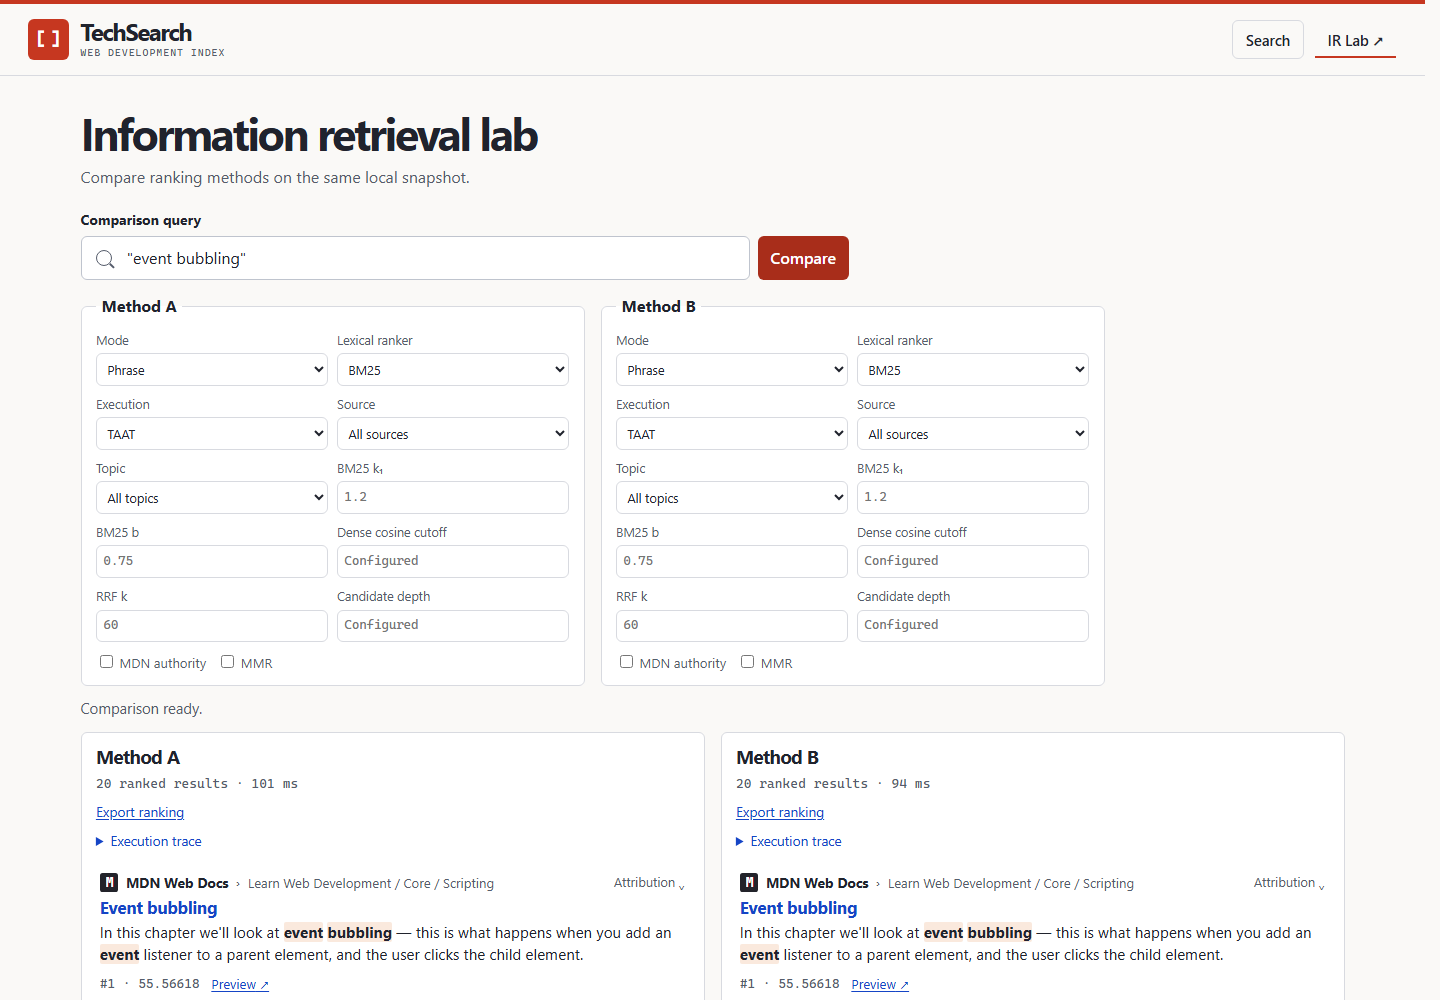 [ ] TechSearch
WEB DEVELOPMENT INDEX
Search
IR Lab ↗
Information retrieval lab
Compare ranking methods on the same local snapshot.
Comparison query
"event bubbling"
Compare
Method A
Mode
Lexical ranker
Phrase
BM25
Execution
Source
TAAT
All sources
Topic
BM25 k₁
All topics
1.2
BM25 b
Dense cosine cutoff
0.75
Configured
RRF k
Candidate depth
60
Configured
MDN authority
MMR
Method B
Mode
Lexical ranker
Phrase
BM25
Execution
Source
TAAT
All sources
Topic
BM25 k₁
All topics
1.2
BM25 b
Dense cosine cutoff
0.75
Configured
RRF k
Candidate depth
60
Configured
MDN authority
MMR
Comparison ready.
Method A
20 ranked results · 101 ms
Export ranking
Execution trace
M MDN Web Docs › Learn Web Development / Core / Scripting
Attribution
Event bubbling
In this chapter we'll look at event bubbling — this is what happens when you add an
event listener to a parent element, and the user clicks the child element.
#1 · 55.56618 Preview ↗
Method B
20 ranked results · 94 ms
Export ranking
Execution trace
M MDN Web Docs › Learn Web Development / Core / Scripting
Attribution
Event bubbling
In this chapter we'll look at event bubbling — this is what happens when you add an
event listener to a parent element, and the user clicks the child element.
#1 · 55.56618 Preview ↗